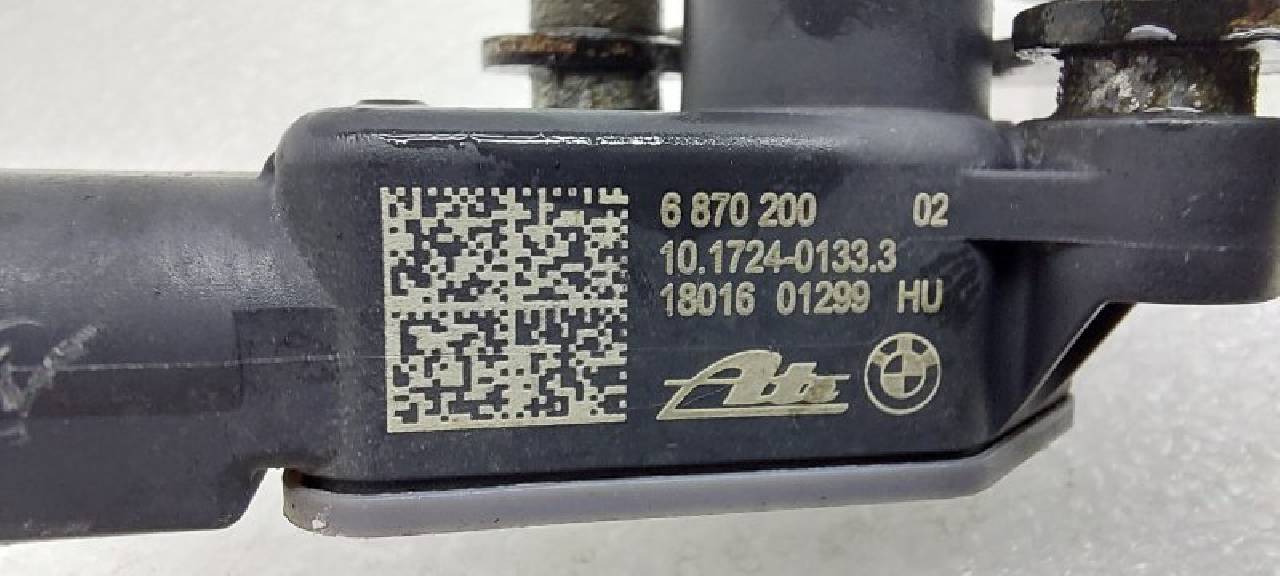 6 870 200 02
10.1724-0133.3
18016 01299 HU
Ate